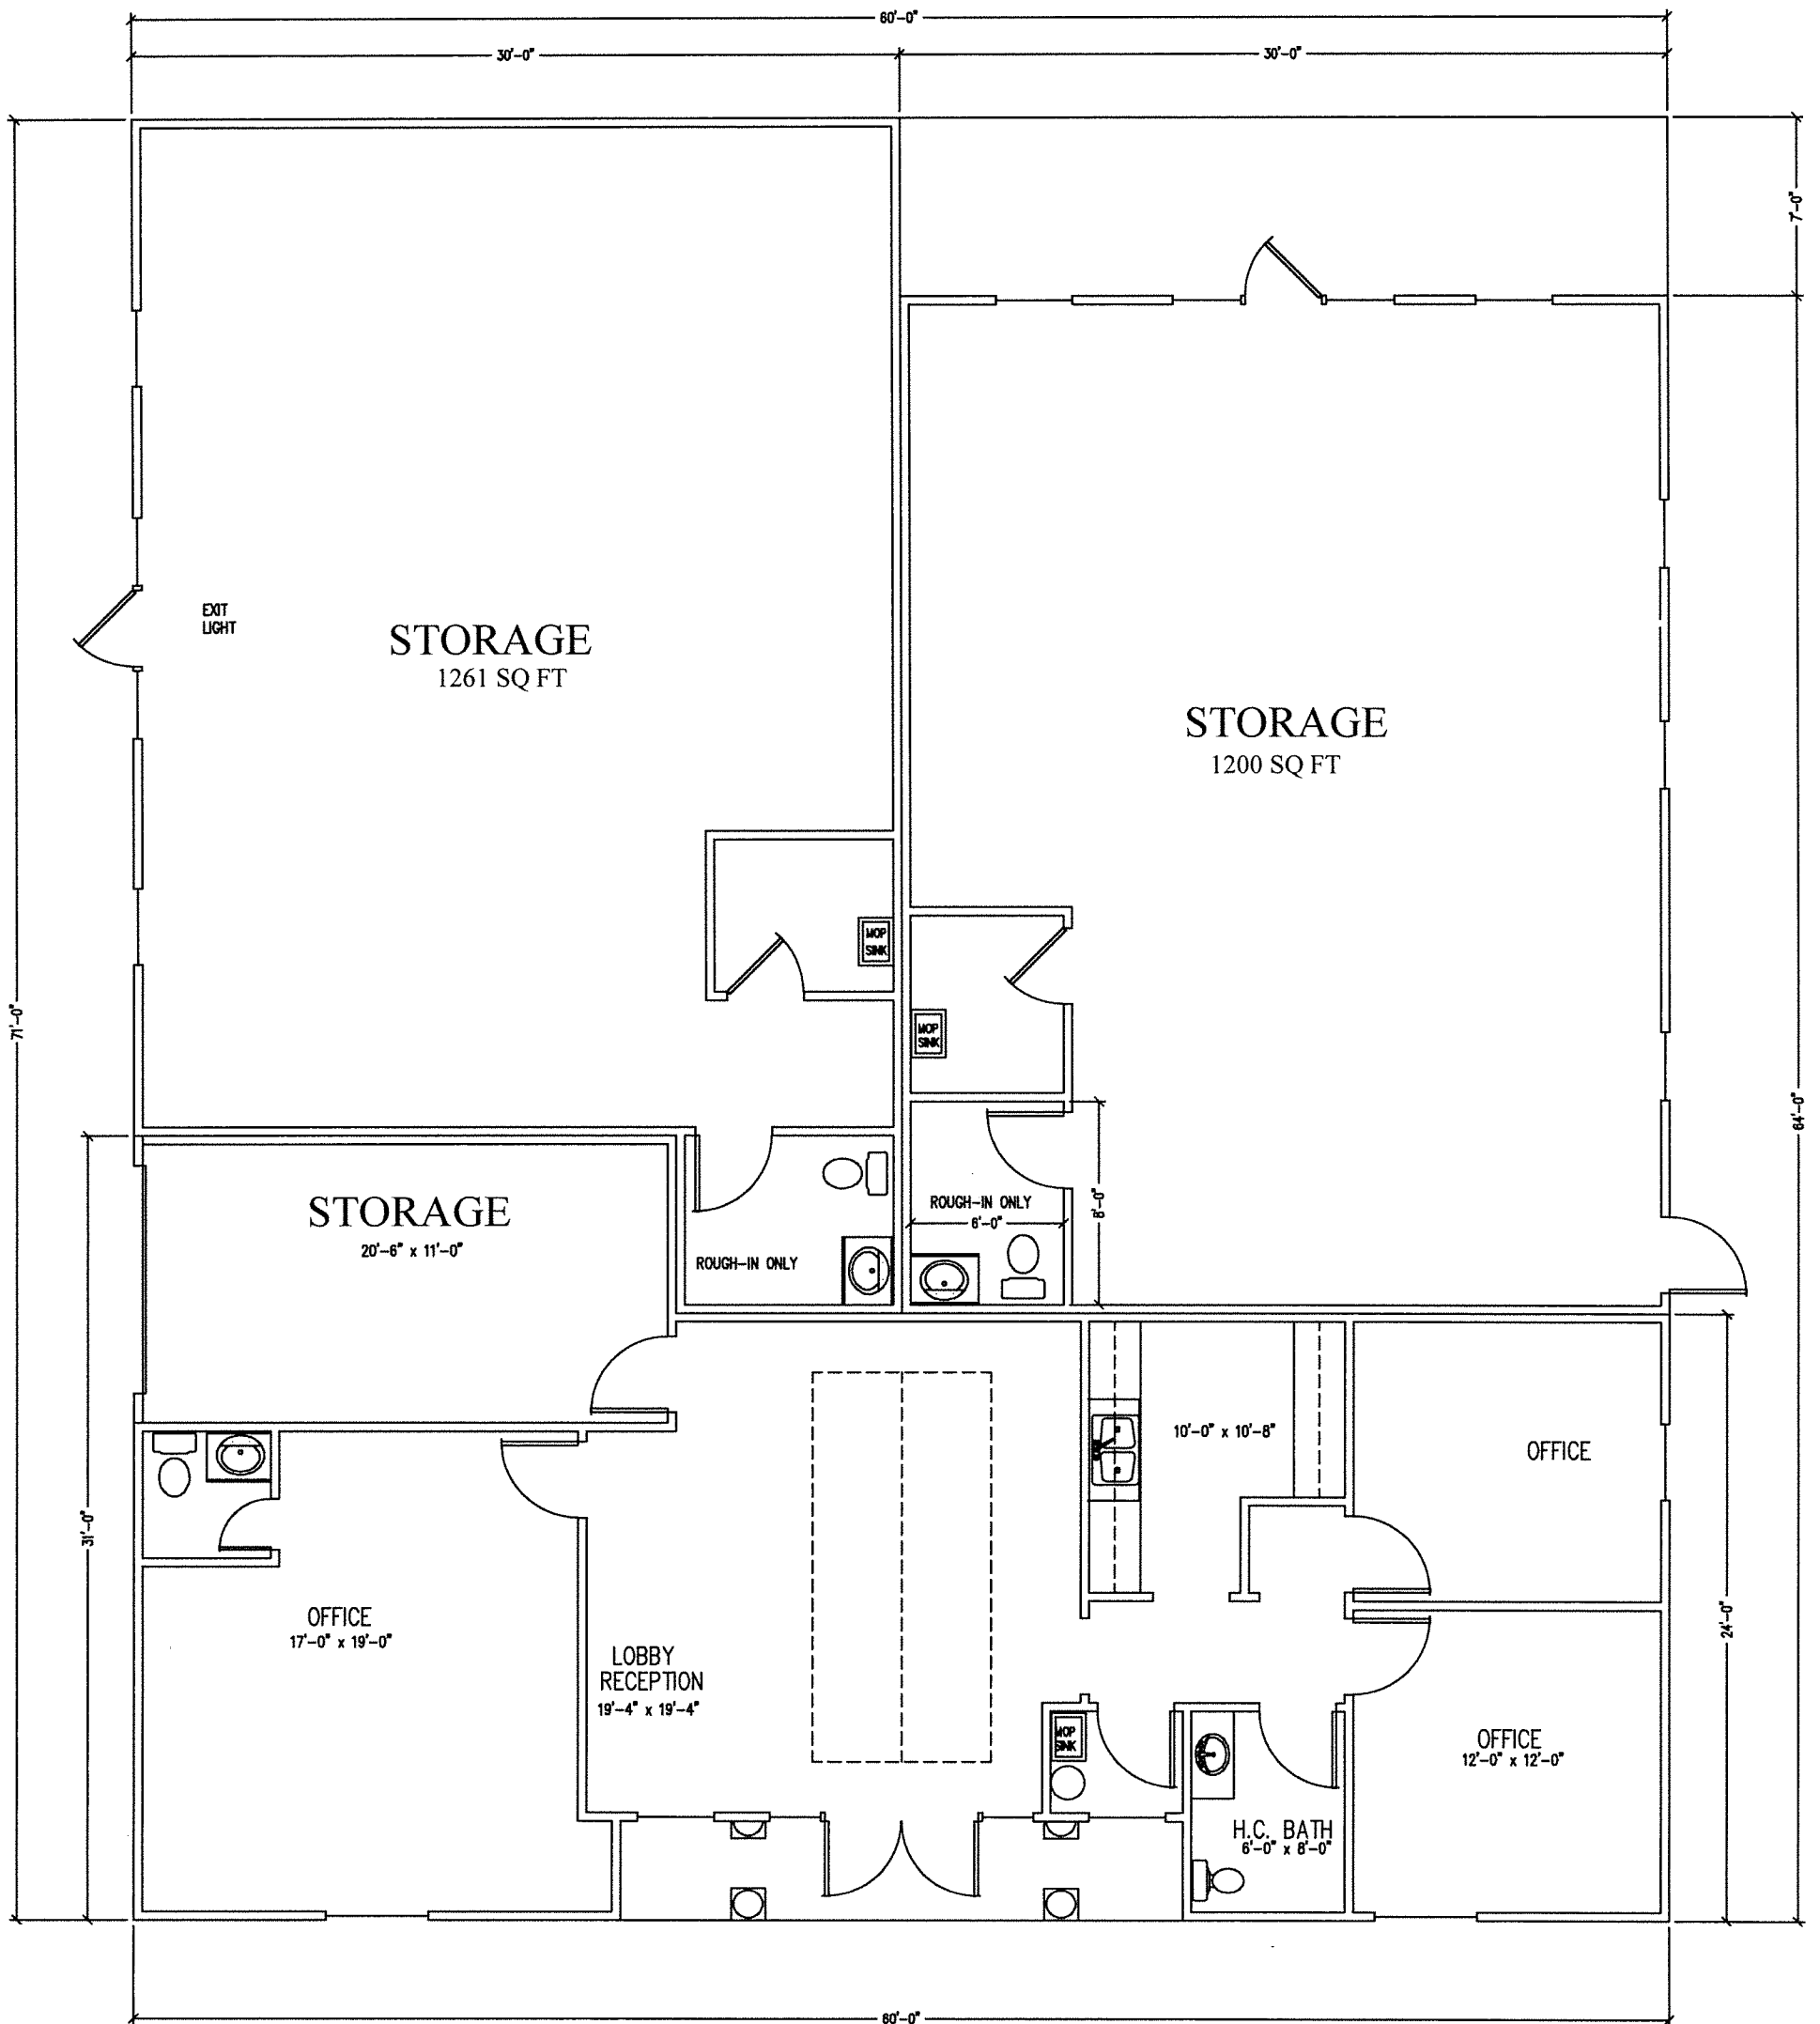 60'-0"
30'-0"
30'-0"
7'-0"
EXIT
LIGHT
STORAGE
1261 SQ FT
STORAGE
1200 SQ FT
MOP
SINK
MOP
SINK
71'-0"
64'-0"
8'-0"
STORAGE
20'-6" x 11'-0"
ROUGH-IN ONLY
6'-0"
ROUGH-IN ONLY
10'-0" x 10'-8"
OFFICE
31'-0"
24'-0"
OFFICE
17'-0" x 19'-0"
LOBBY
RECEPTION
19'-4" x 19'-4"
MOP
SINK
OFFICE
12'-0" x 12'-0"
H.C. BATH
6'-0" x 8'-0"
60'-0"